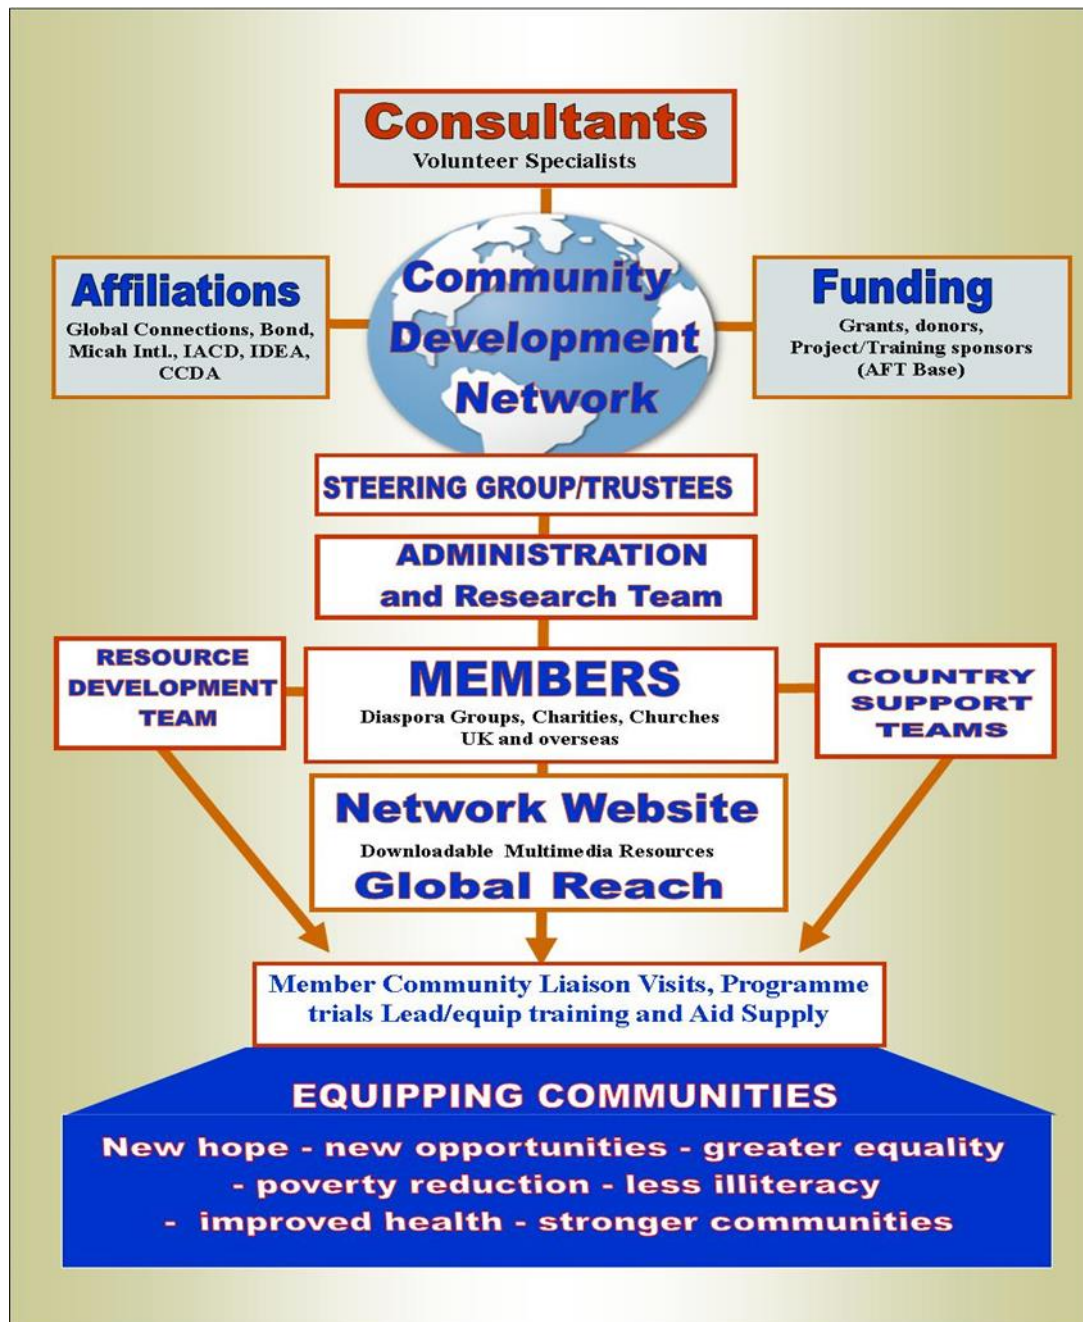 Consultants
Volunteer Specialists
Community
Development
Network
Affiliations
Global Connections, Bond,
Micah Intl., IACD, IDEA,
CCDA
Funding
Grants, donors,
Project/Training sponsors
(AFT Base)
STEERING GROUP/TRUSTEES
ADMINISTRATION
and Research Team
RESOURCE
DEVELOPMENT
TEAM
MEMBERS
Diaspora Groups, Charities, Churches
UK and overseas
COUNTRY
SUPPORT
TEAMS
Network Website
Downloadable Multimedia Resources
Global Reach
Member Community Liaison Visits, Programme
trials Lead/equip training and Aid Supply
EQUIPPING COMMUNITIES
New hope - new opportunities - greater equality
- poverty reduction - less illiteracy
- improved health - stronger communities